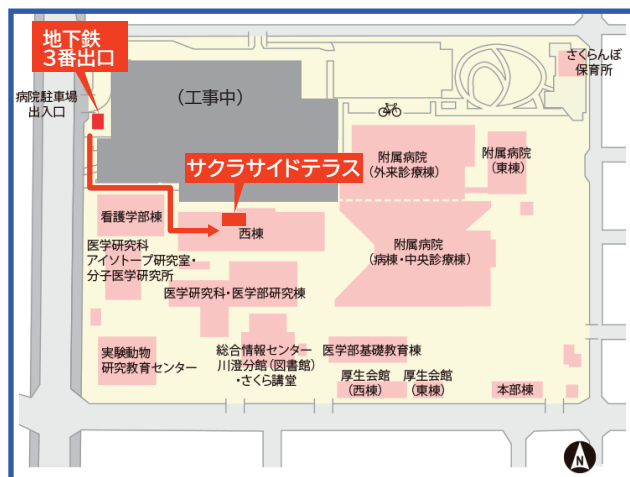 地下鉄
3番出口
さくらんぼ
保育所
病院駐車場
出入口
（工事中）
附属病院
（外来診療棟）
附属病院
（東棟）
サクラサイドテラス
看護学部棟
西棟
附属病院
（病棟・中央診療棟）
医学研究科
アイソトープ研究室・
分子医学研究所
医学研究科・医学部研究棟
実験動物
研究教育センター
総合情報センター
川澄分館（図書館）
・さくら講堂
医学部基礎教育棟
厚生会館
（西棟）
厚生会館
（東棟）
本部棟
N